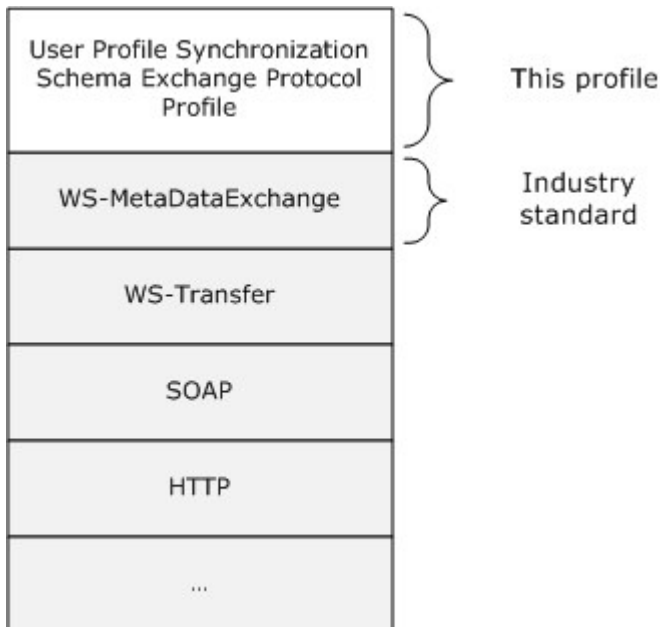 User Profile Synchronization
Schema Exchange Protocol
Profile
This profile
WS-MetaDataExchange
Industry
standard
WS-Transfer
SOAP
HTTP
...